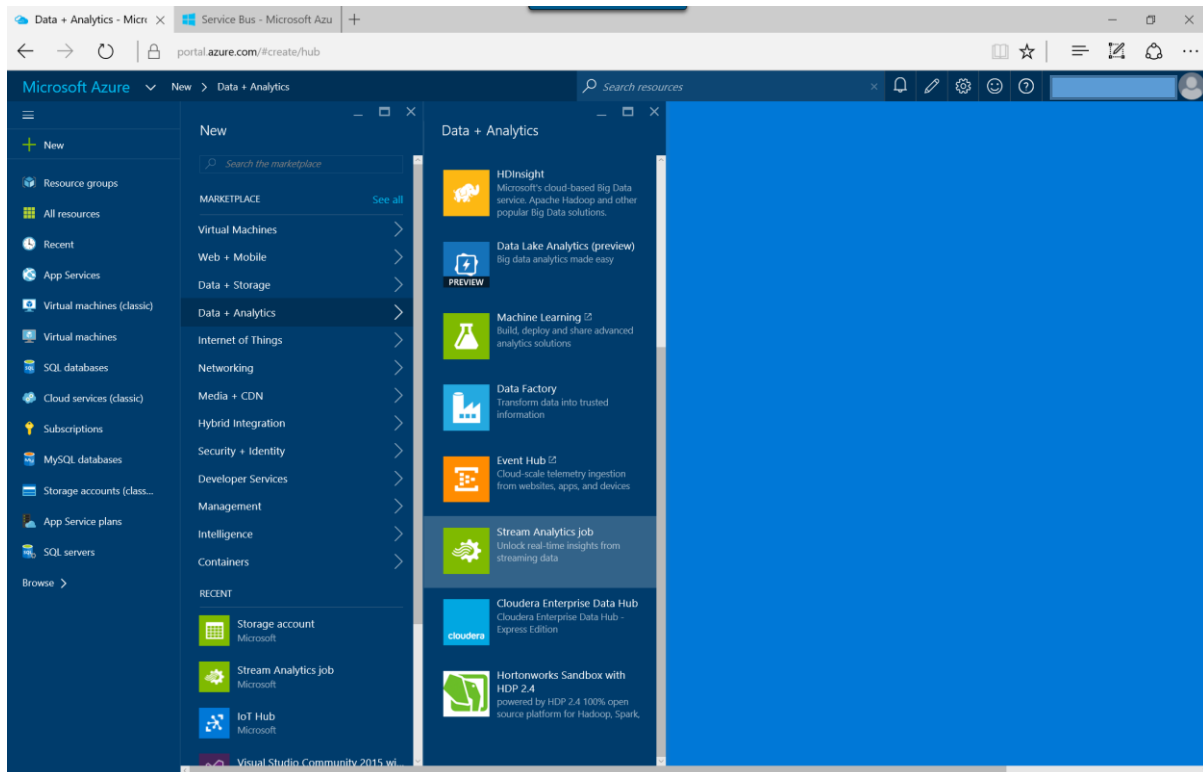 Data + Analytics - Micr
Service Bus - Microsoft Azu
portal.azure.com/#create/hub
Microsoft Azure
New > Data + Analytics
Search resources
New
Resource groups
All resources
Recent
App Services
Virtual machines (classic)
Virtual machines
SQL databases
Cloud services (classic)
Subscriptions
MySQL databases
Storage accounts (class...
App Service plans
SQL servers
Browse >
New
Search the marketplace
MARKETPLACE
See all
Virtual Machines
Web + Mobile
Data + Storage
Data + Analytics
Internet of Things
Networking
Media + CDN
Hybrid Integration
Security + Identity
Developer Services
Management
Intelligence
Containers
RECENT
Storage account
Microsoft
Stream Analytics job
Microsoft
IoT Hub
Microsoft
Visual Studio Community 2015 wi...
Data + Analytics
HDInsight
Microsoft's cloud-based Big Data
service. Apache Hadoop and other
popular Big Data solutions.
PREVIEW
Data Lake Analytics (preview)
Big data analytics made easy
Machine Learning
Build, deploy and share advanced
analytics solutions
Data Factory
Transform data into trusted
information
Event Hub
Cloud-scale telemetry ingestion
from websites, apps, and devices
Stream Analytics job
Unlock real-time insights from
streaming data
cloudera
Cloudera Enterprise Data Hub
Cloudera Enterprise Data Hub -
Express Edition
Hortonworks Sandbox with
HDP 2.4
powered by HDP 2.4 100% open
source platform for Hadoop, Spark,